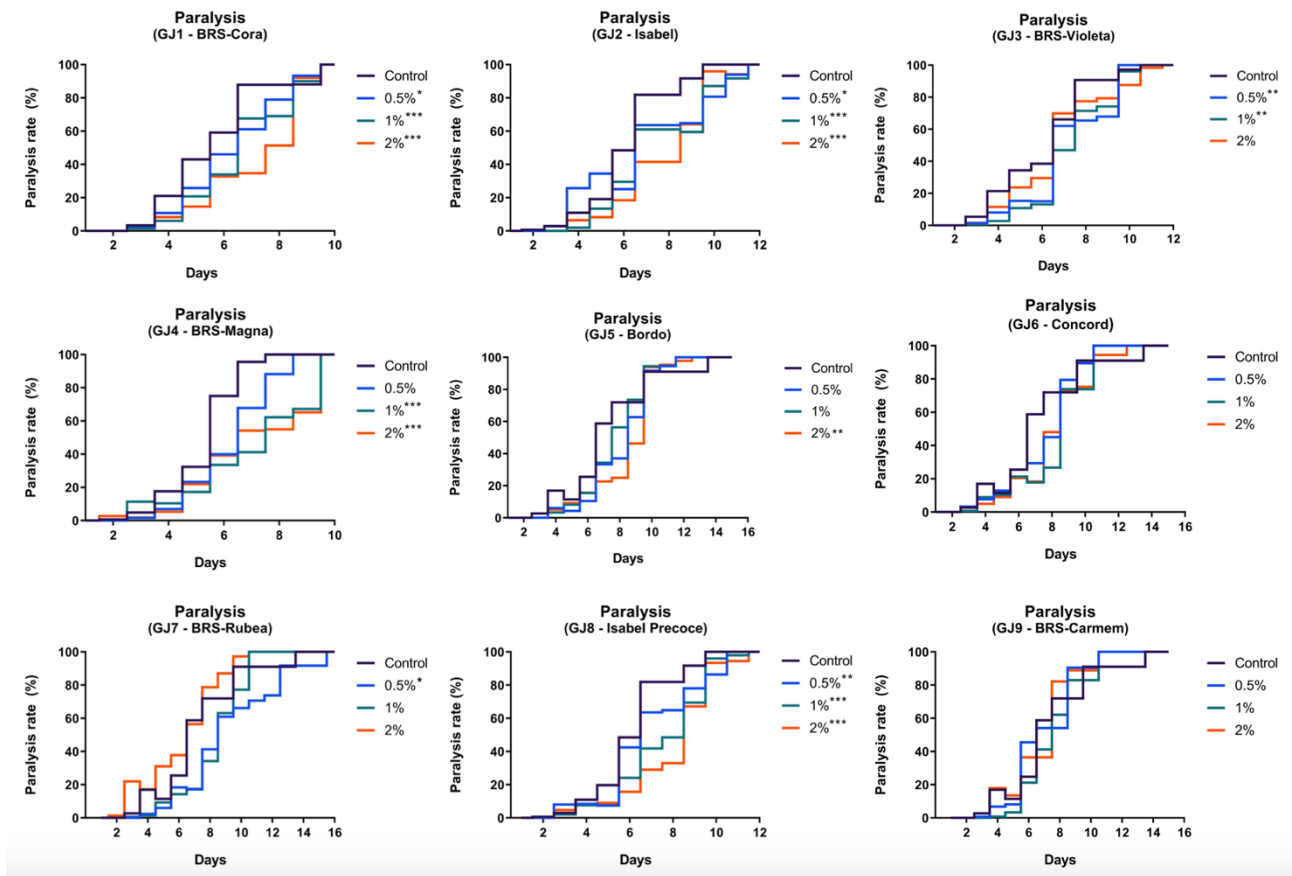 Paralysis
(GJ1 - BRS-Cora)
Paralysis rate (%)
100
80
60
40
20
0
2 4 6 8 10
Days
Control
0.5%*
1%***
2%***
Paralysis
(GJ2 - Isabel)
Paralysis rate (%)
100
80
60
40
20
0
2 4 6 8 10 12
Days
Control
0.5%*
1%***
2%***
Paralysis
(GJ3 - BRS-Violeta)
Paralysis rate (%)
100
80
60
40
20
0
2 4 6 8 10 12
Days
Control
0.5%**
1%**
2%
Paralysis
(GJ4 - BRS-Magna)
Paralysis rate (%)
100
80
60
40
20
0
2 4 6 8 10
Days
Control
0.5%
1%***
2%***
Paralysis
(GJ5 - Bordo)
Paralysis rate (%)
100
80
60
40
20
0
2 4 6 8 10 12 14 16
Days
Control
0.5%
1%
2%**
Paralysis
(GJ6 - Concord)
Paralysis rate (%)
100
80
60
40
20
0
2 4 6 8 10 12 14 16
Days
Control
0.5%
1%
2%
Paralysis
(GJ7 - BRS-Rubea)
Paralysis rate (%)
100
80
60
40
20
0
2 4 6 8 10 12 14 16
Days
Control
0.5%*
1%
2%
Paralysis
(GJ8 - Isabel Precoce)
Paralysis rate (%)
100
80
60
40
20
0
2 4 6 8 10 12
Days
Control
0.5%**
1%***
2%***
Paralysis
(GJ9 - BRS-Carmem)
Paralysis rate (%)
100
80
60
40
20
0
2 4 6 8 10 12 14 16
Days
Control
0.5%
1%
2%